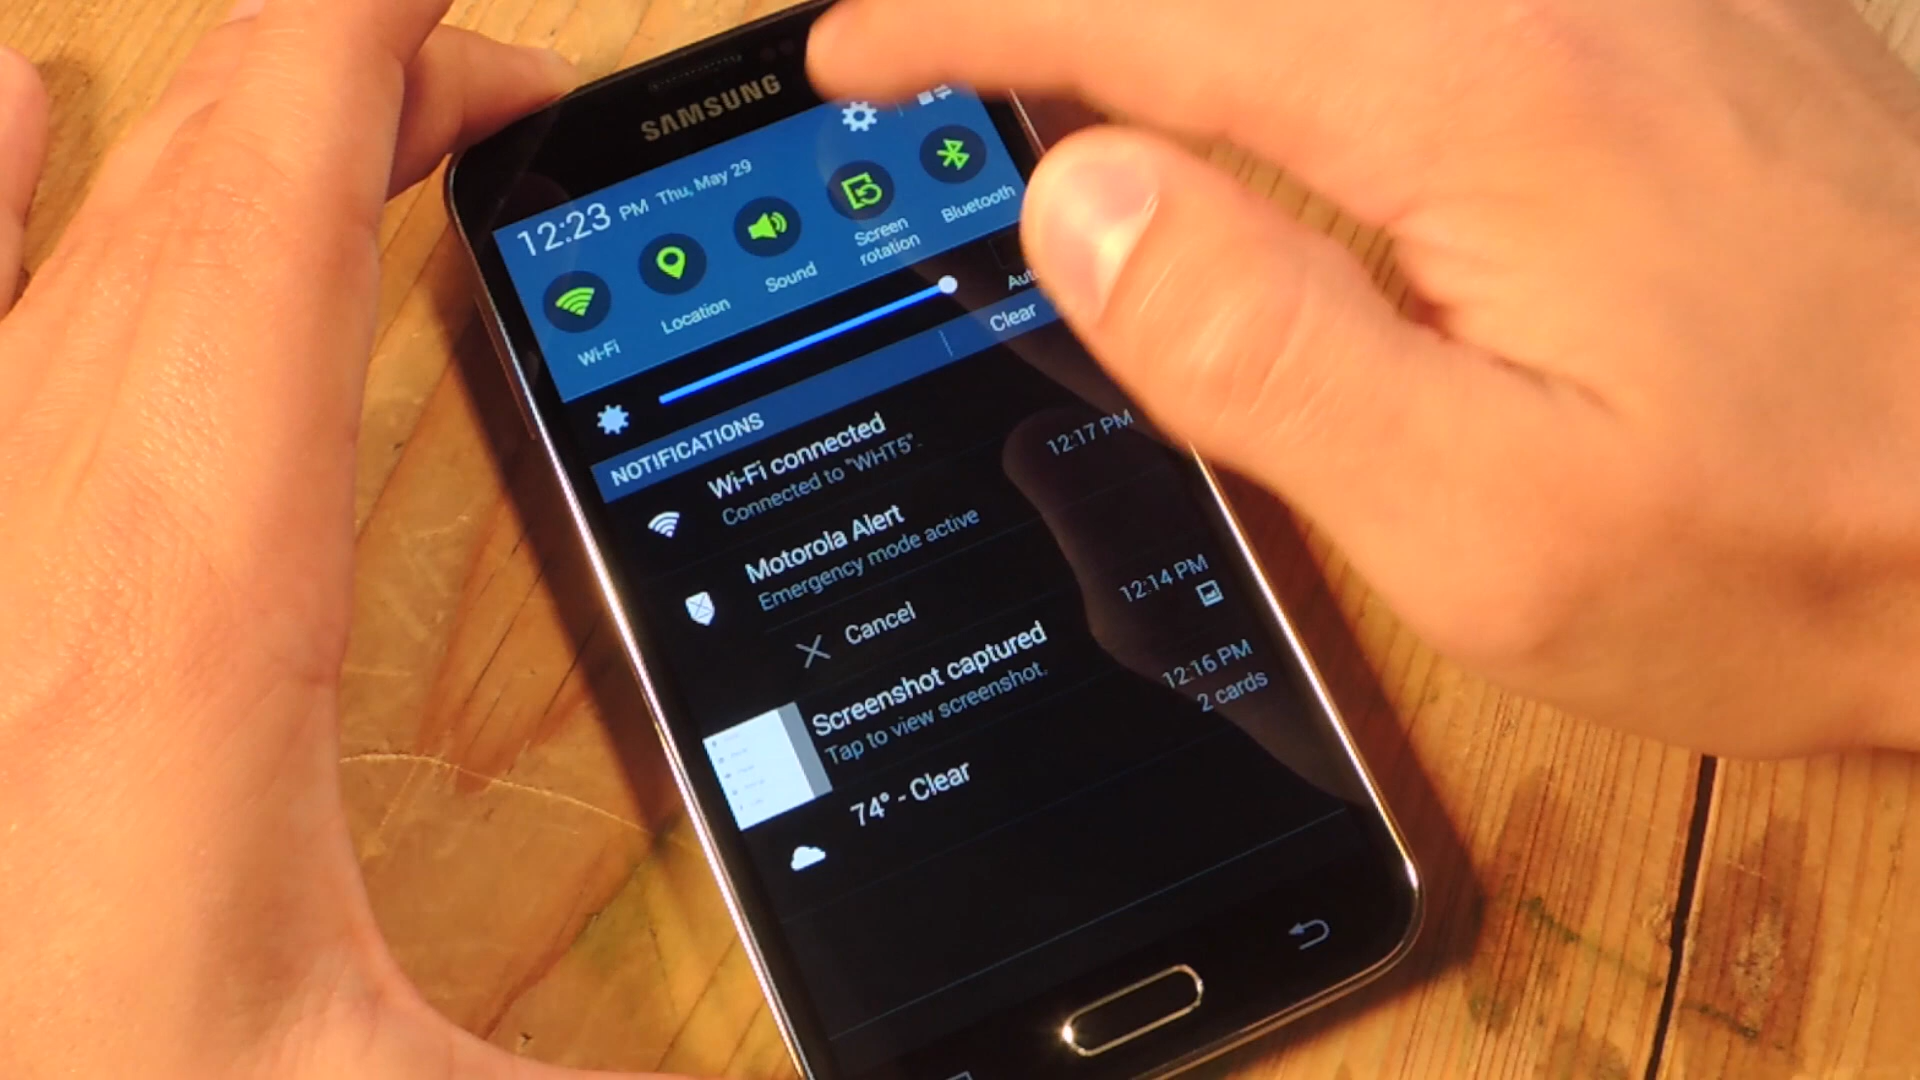 SAMSUNG
12:23 PM Thu, May 29
Wi-Fi
Location
Sound
Screen
rotation
Bluetooth
NOTIFICATIONS
Clear
Wi-Fi connected
Connected to "WHT5".
12:17 PM
Motorola Alert
Emergency mode active
Cancel
12:14 PM
Screenshot captured
Tap to view screenshot.
12:16 PM
2 cards
74° - Clear